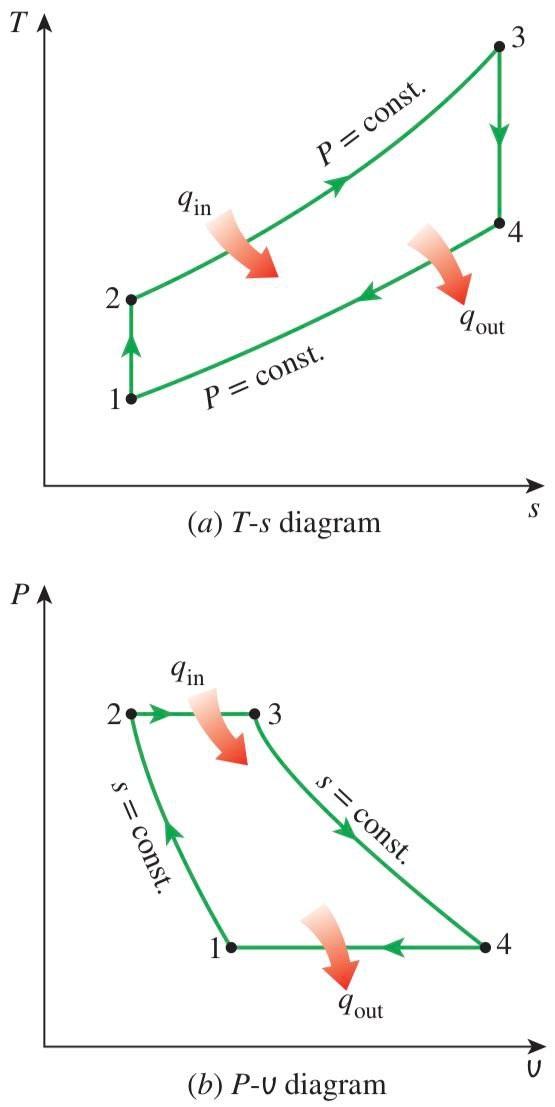 T
3
P = const.
q_in
4
2
q_out
P = const.
1
s
(a) T-s diagram
P
q_in
2
3
s = const.
s = const.
1
4
q_out
υ
(b) P-υ diagram